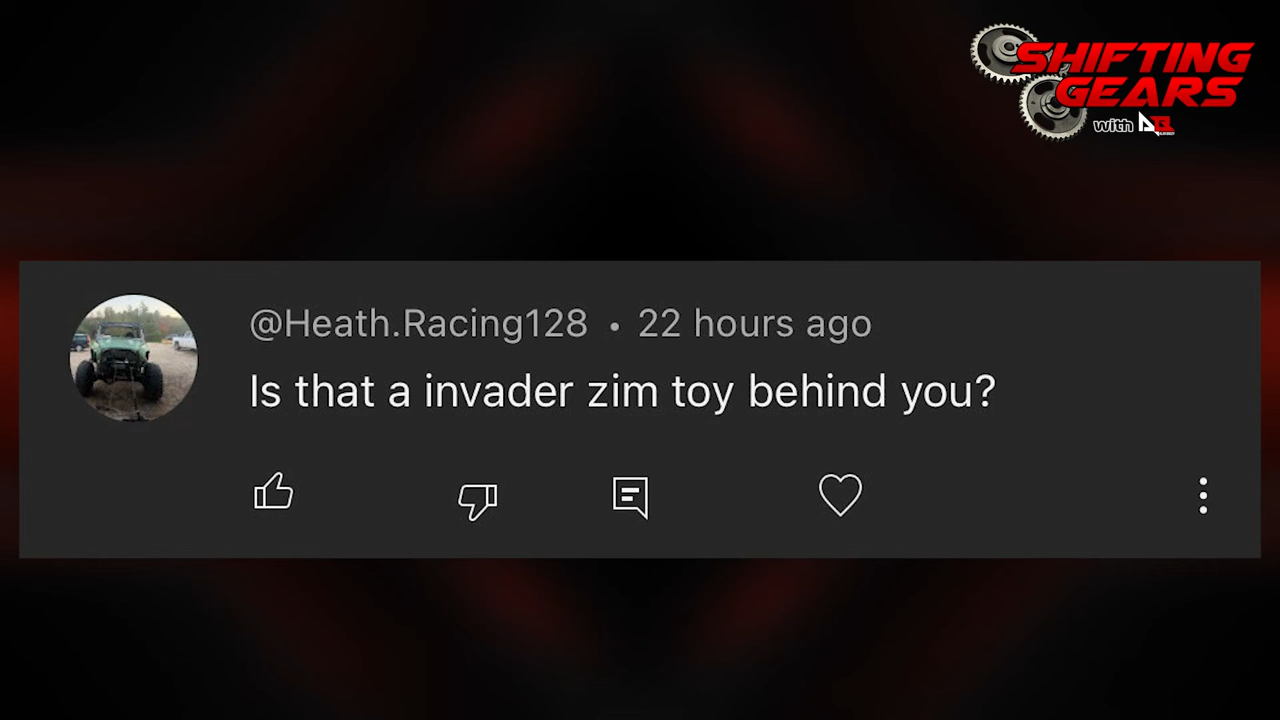 SHIFTING
GEARS
with
@Heath.Racing128 • 22 hours ago
Is that a invader zim toy behind you?